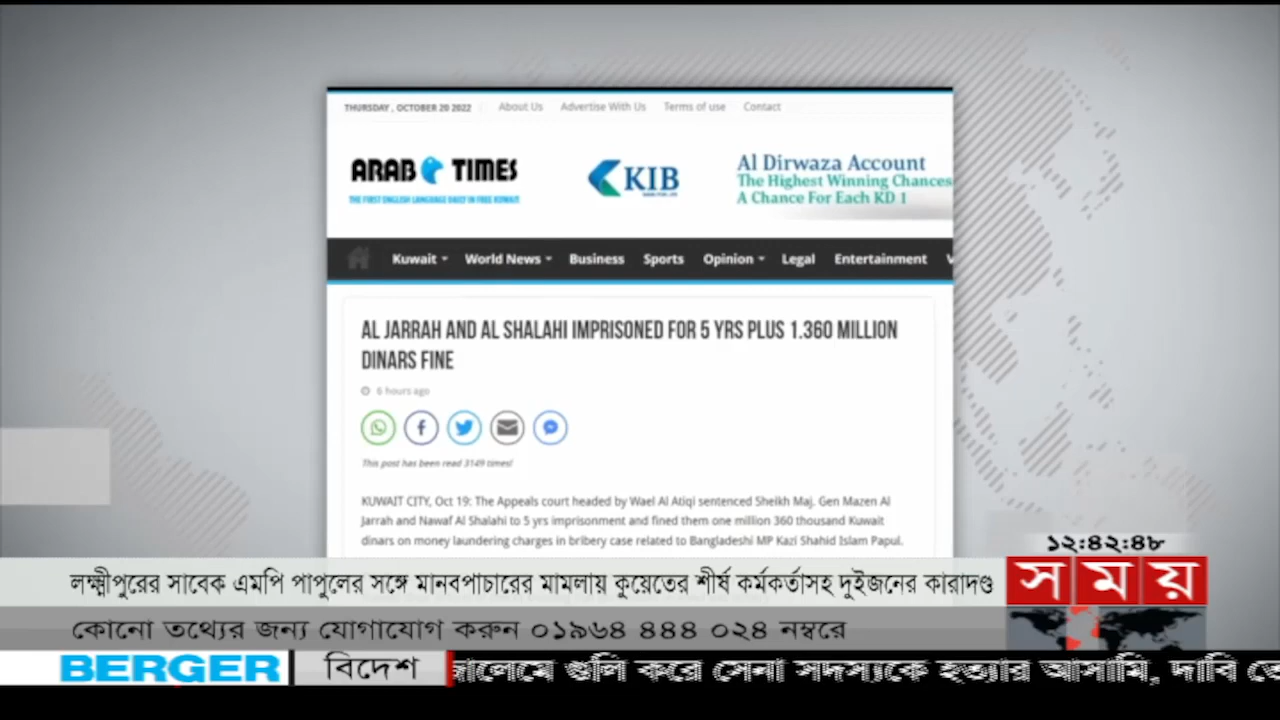 THURSDAY , OCTOBER 20 2022 About Us Advertise With Us Terms of use Contact
ARAB TIMES
THE FIRST ENGLISH LANGUAGE DAILY IN FREE KUWAIT
KIB
Al Dirwaza Account
The Highest Winning Chances
A Chance For Each KD 1
Kuwait World News Business Sports Opinion Legal Entertainment
AL JARRAH AND AL SHALAHI IMPRISONED FOR 5 YRS PLUS 1.360 MILLION
DINARS FINE
6 hours ago
This post has been read 3149 times!
KUWAIT CITY, Oct 19: The Appeals court headed by Wael Al Atiqi sentenced Sheikh Maj. Gen Mazen Al
Jarrah and Nawaf Al Shalahi to 5 yrs imprisonment and fined them one million 360 thousand Kuwait
dinars on money laundering charges in bribery case related to Bangladeshi MP Kazi Shahid Islam Papul.
১২:৪২:৪৮
লক্ষ্মীপুরের সাবেক এমপি পাপুলের সঙ্গে মানবপাচারের মামলায় কুয়েতের শীর্ষ কর্মকর্তাসহ দুইজনের কারাদণ্ড
সময়
কোনো তথ্যের জন্য যোগাযোগ করুন ০১৯৬৪ ৪৪৪ ০২৪ নম্বরে
BERGER বিদেশ গুলি করে সেনা সদস্যকে হত্যার আসামি, দাবি